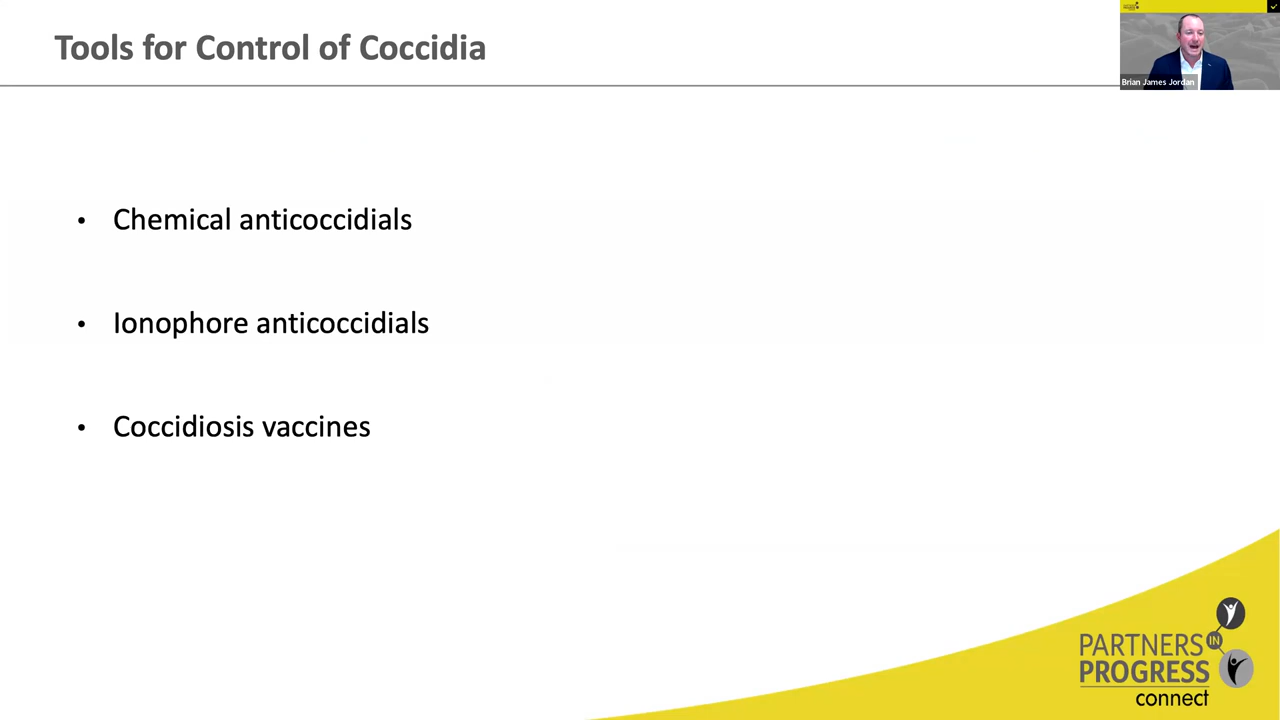 Tools for Control of Coccidia
Brian James Jordan
• Chemical anticoccidials
• Ionophore anticoccidials
• Coccidiosis vaccines
PARTNERS IN
PROGRESS
connect